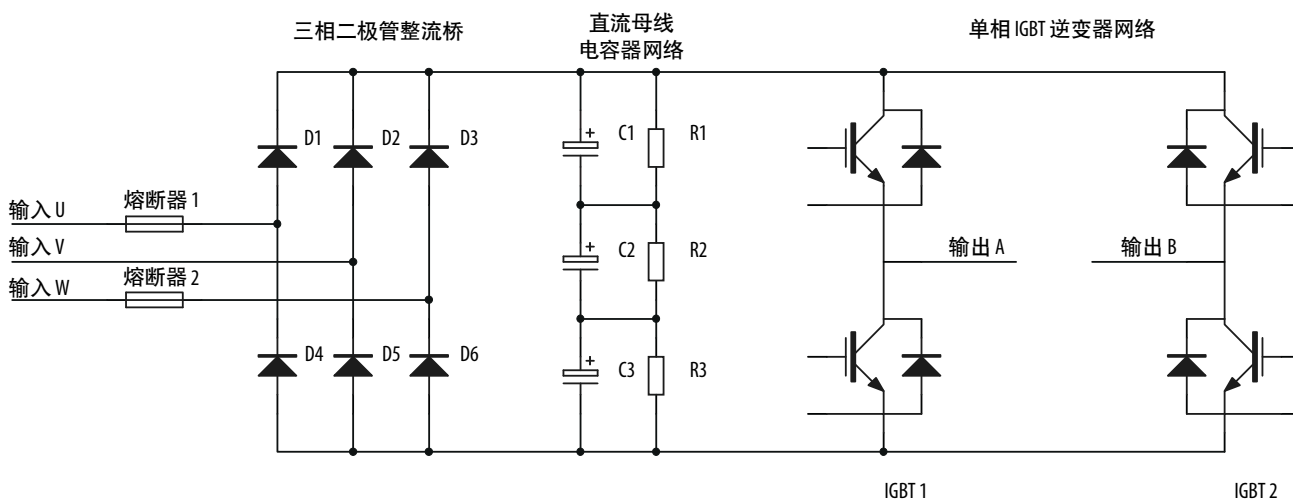 三相二极管整流桥
直流母线
电容器网络
单相 IGBT 逆变器网络
D1
D2
D3
C1
R1
+
熔断器 1
输入 U
输入 V
熔断器 2
输入 W
C2
R2
+
输出 A
输出 B
D4
D5
D6
C3
R3
+
IGBT 1
IGBT 2